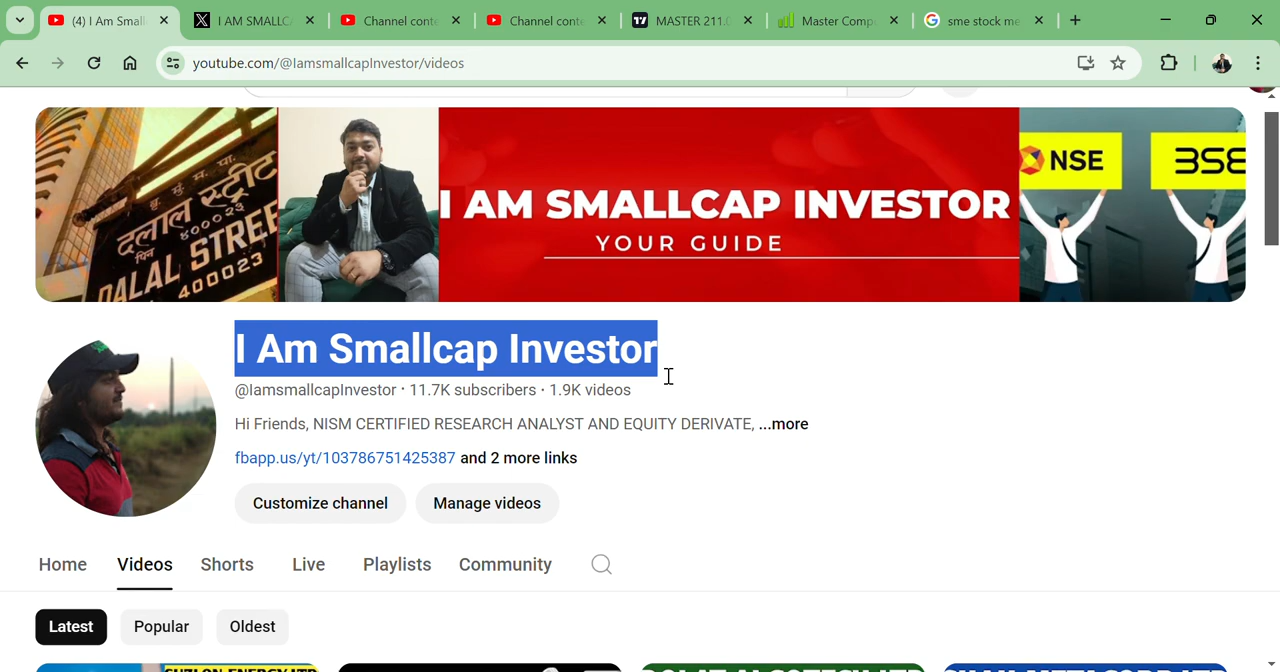 (4) I Am Small
I AM SMALLC
Channel conte
Channel conte
MASTER 211.
Master Comp
sme stock me
youtube.com/@IamsmallcapInvestor/videos
दलाल स्ट्रीट
४०० ०२३
पिन
DALAL STREE
400023
I AM SMALLCAP INVESTOR
YOUR GUIDE
NSE
BSE
I Am Smallcap Investor
@IamsmallcapInvestor · 11.7K subscribers · 1.9K videos
Hi Friends, NISM CERTIFIED RESEARCH ANALYST AND EQUITY DERIVATE, ...more
fbapp.us/yt/103786751425387 and 2 more links
Customize channel
Manage videos
Home
Videos
Shorts
Live
Playlists
Community
Latest
Popular
Oldest